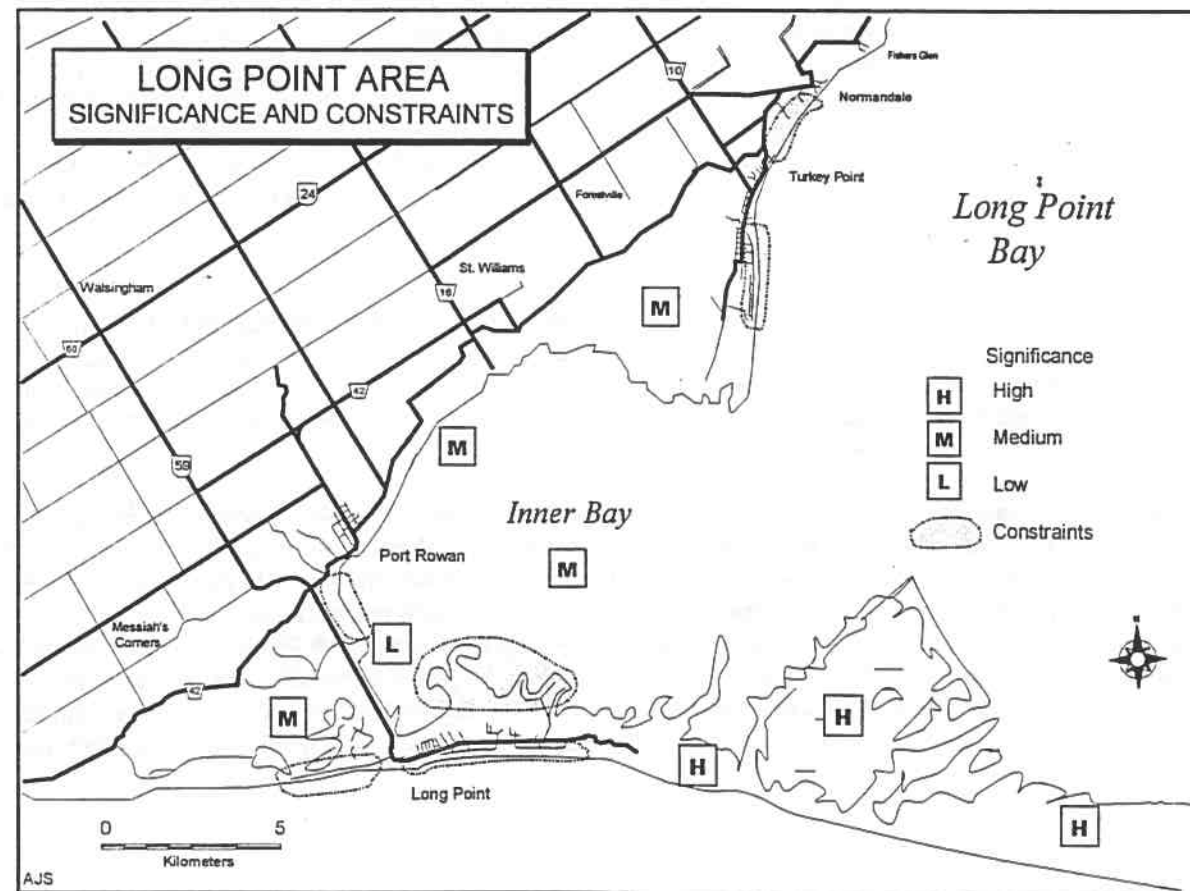 LONG POINT AREA
SIGNIFICANCE AND CONSTRAINTS
Fishers Glen
10
Normandale
Turkey Point
24
Forestville
Long Point
Bay
St. Williams
Walsingham
16
M
60
Significance
H High
42
M Medium
M
59
L Low
Inner Bay
Constraints
Port Rowan
M
Messiah's
Corners
L
N
42
M
H
H
Long Point
H
0 5
Kilometers
AJS